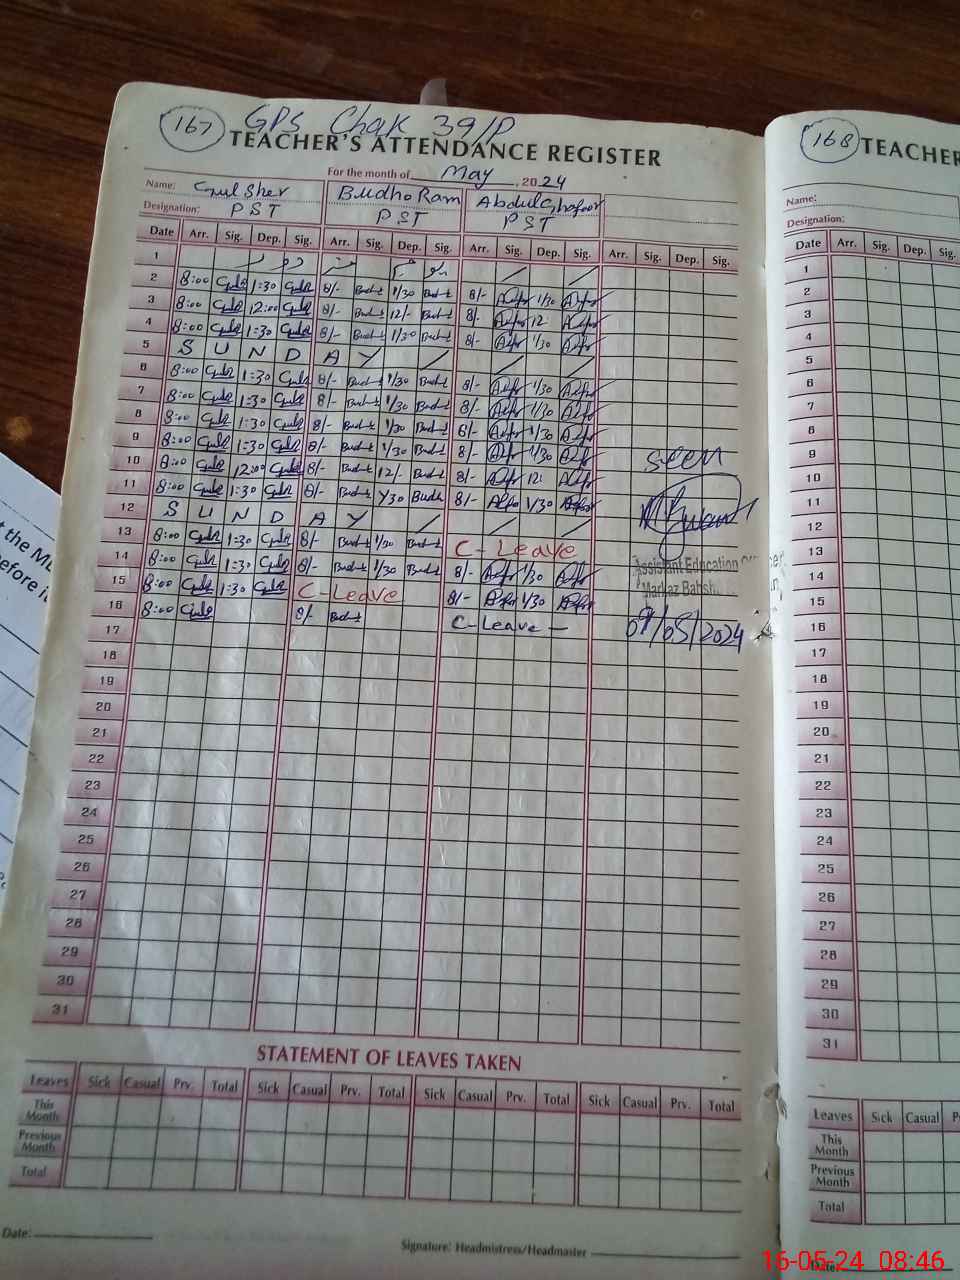 167 GPS Chak 39/P
TEACHER'S ATTENDANCE REGISTER
For the month of May, 2024
Name: Gul Sher Budho Ram Abdul Ghafoor
Designation: PST PST PST
Date Arr. Sig. Dep. Sig. Arr. Sig. Dep. Sig. Arr. Sig. Dep. Sig. Arr. Sig. Dep. Sig.
1
2 8:00 1:30 8/- 1/30 8/- 1/30
3 8:00 12:00 8/- 12/- 8/- 12:
4 8:00 1:30 8/- 1/30 8/- 1/30
5 S U N D A Y
6 8:00 1:30 8/- 1/30 8/- 1/30
7 8:00 1:30 8/- 1/30 8/- 1/30
8 8:00 1:30 8/- 1/30 8/- 1/30
9 8:00 1:30 8/- 1/30 8/- 1/30
10 8:00 12:00 8/- 12/- 8/- 12:
11 8:00 1:30 8/- 1/30 8/- 1/30
12 S U N D A Y
13 8:00 1:30 8/- 1/30 C-Leave
14 8:00 1:30 8/- 1/30 8/- 1/30
15 8:00 1:30 C-Leave 8/- 1/30
16 8:00 8/- C-Leave
17
18
19
20
21
22
23
24
25
26
27
28
29
30
31
seen
Assistant Education
Markaz
09/05/2024
STATEMENT OF LEAVES TAKEN
Leaves Sick Casual Prv. Total Sick Casual Prv. Total Sick Casual Prv. Total Sick Casual Prv. Total
This Month
Previous Month
Total
Date:
Signature: Headmistress/Headmaster
168 TEACHER
Name:
Designation:
Date Arr. Sig. Dep. Sig.
1
2
3
4
5
6
7
8
9
10
11
12
13
14
15
16
17
18
19
20
21
22
23
24
25
26
27
28
29
30
31
Leaves Sick Casual
This Month
Previous Month
Total
Date:
16-05-24 08:46